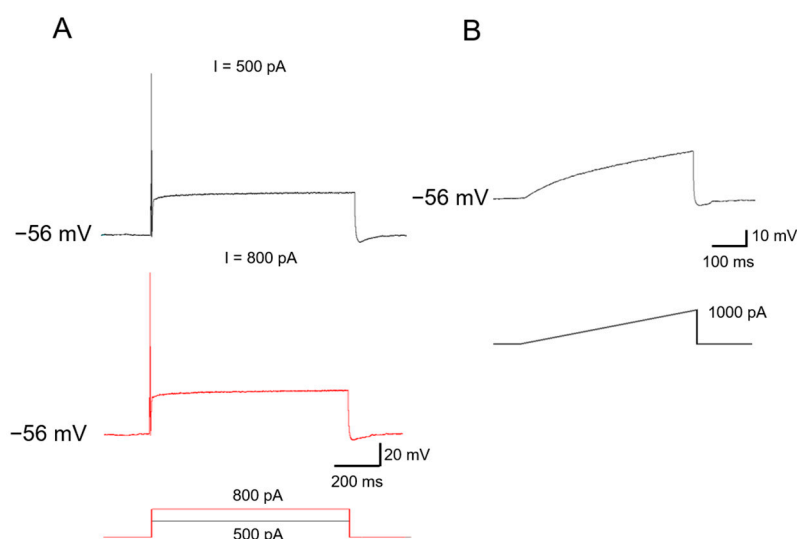 A
I = 500 pA
−56 mV
I = 800 pA
−56 mV
20 mV
200 ms
800 pA
500 pA
B
−56 mV
10 mV
100 ms
1000 pA